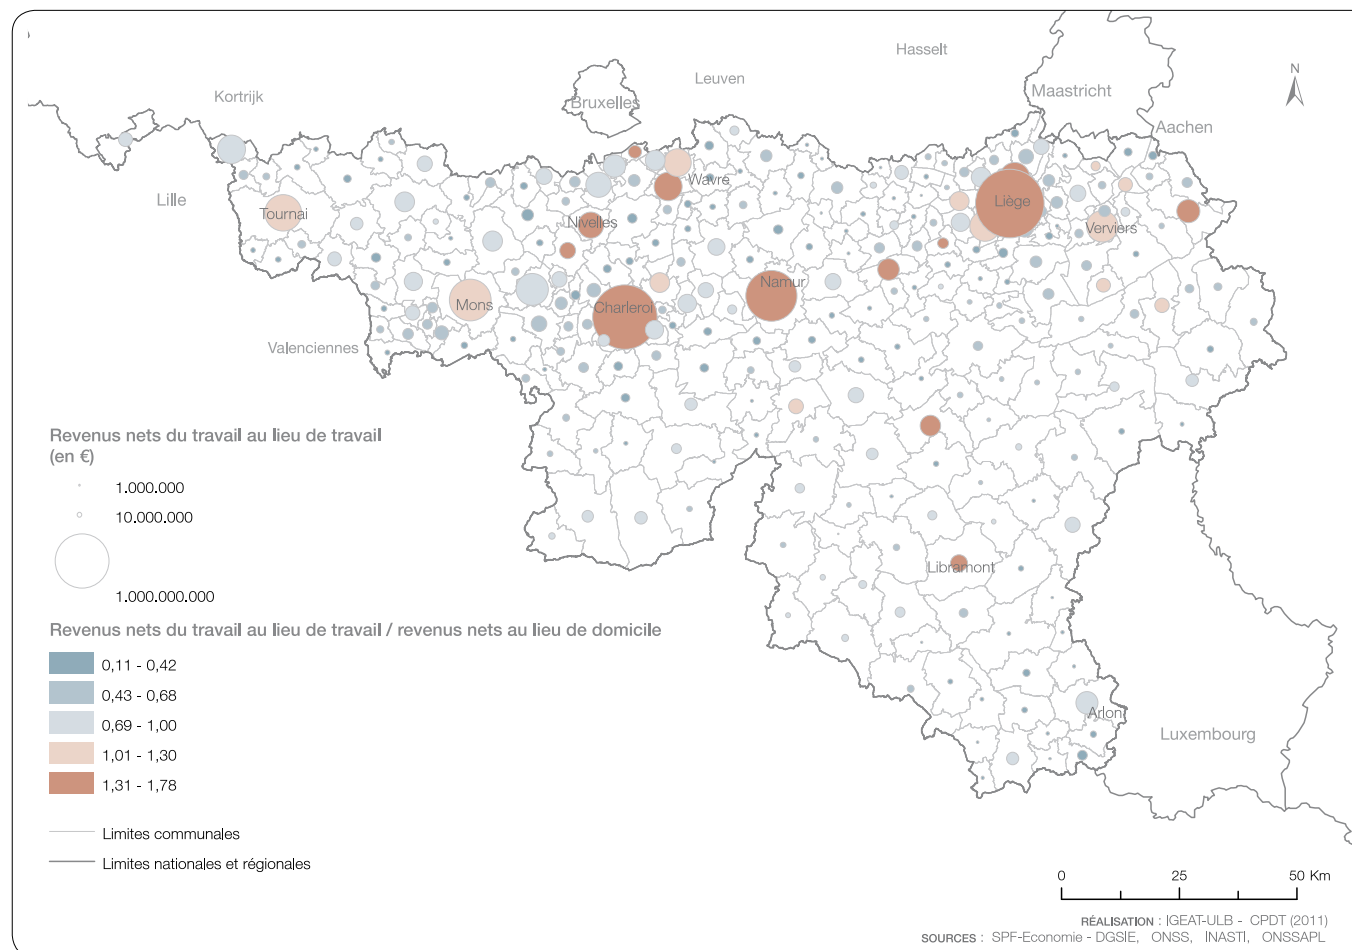 Hasselt
Leuven
N
Kortrijk
Bruxelles
Maastricht
Aachen
Lille
Wavre
Tournai
Liège
Nivelles
Verviers
Namur
Mons
Charleroi
Valenciennes
Revenus nets du travail au lieu de travail
(en €)
1.000.000
10.000.000
1.000.000.000
Libramont
Revenus nets du travail au lieu de travail / revenus nets au lieu de domicile
0,11 - 0,42
0,43 - 0,68
0,69 - 1,00
1,01 - 1,30
1,31 - 1,78
Arlon
Luxembourg
Limites communales
Limites nationales et régionales
0 25 50 Km
RÉALISATION : IGEAT-ULB - CPDT (2011)
SOURCES : SPF-Economie - DGSIE, ONSS, INASTI, ONSSAPL